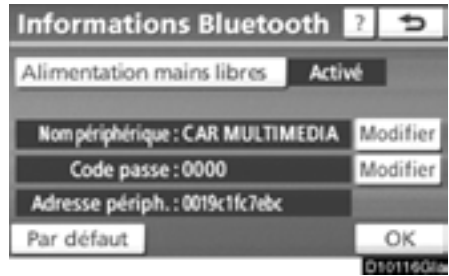 Informations Bluetooth ?
Alimentation mains libres Activé
Nom périphérique : CAR MULTIMEDIA Modifier
Code passe : 0000 Modifier
Adresse périph. : 0019c1fc7ebc
Par défaut OK